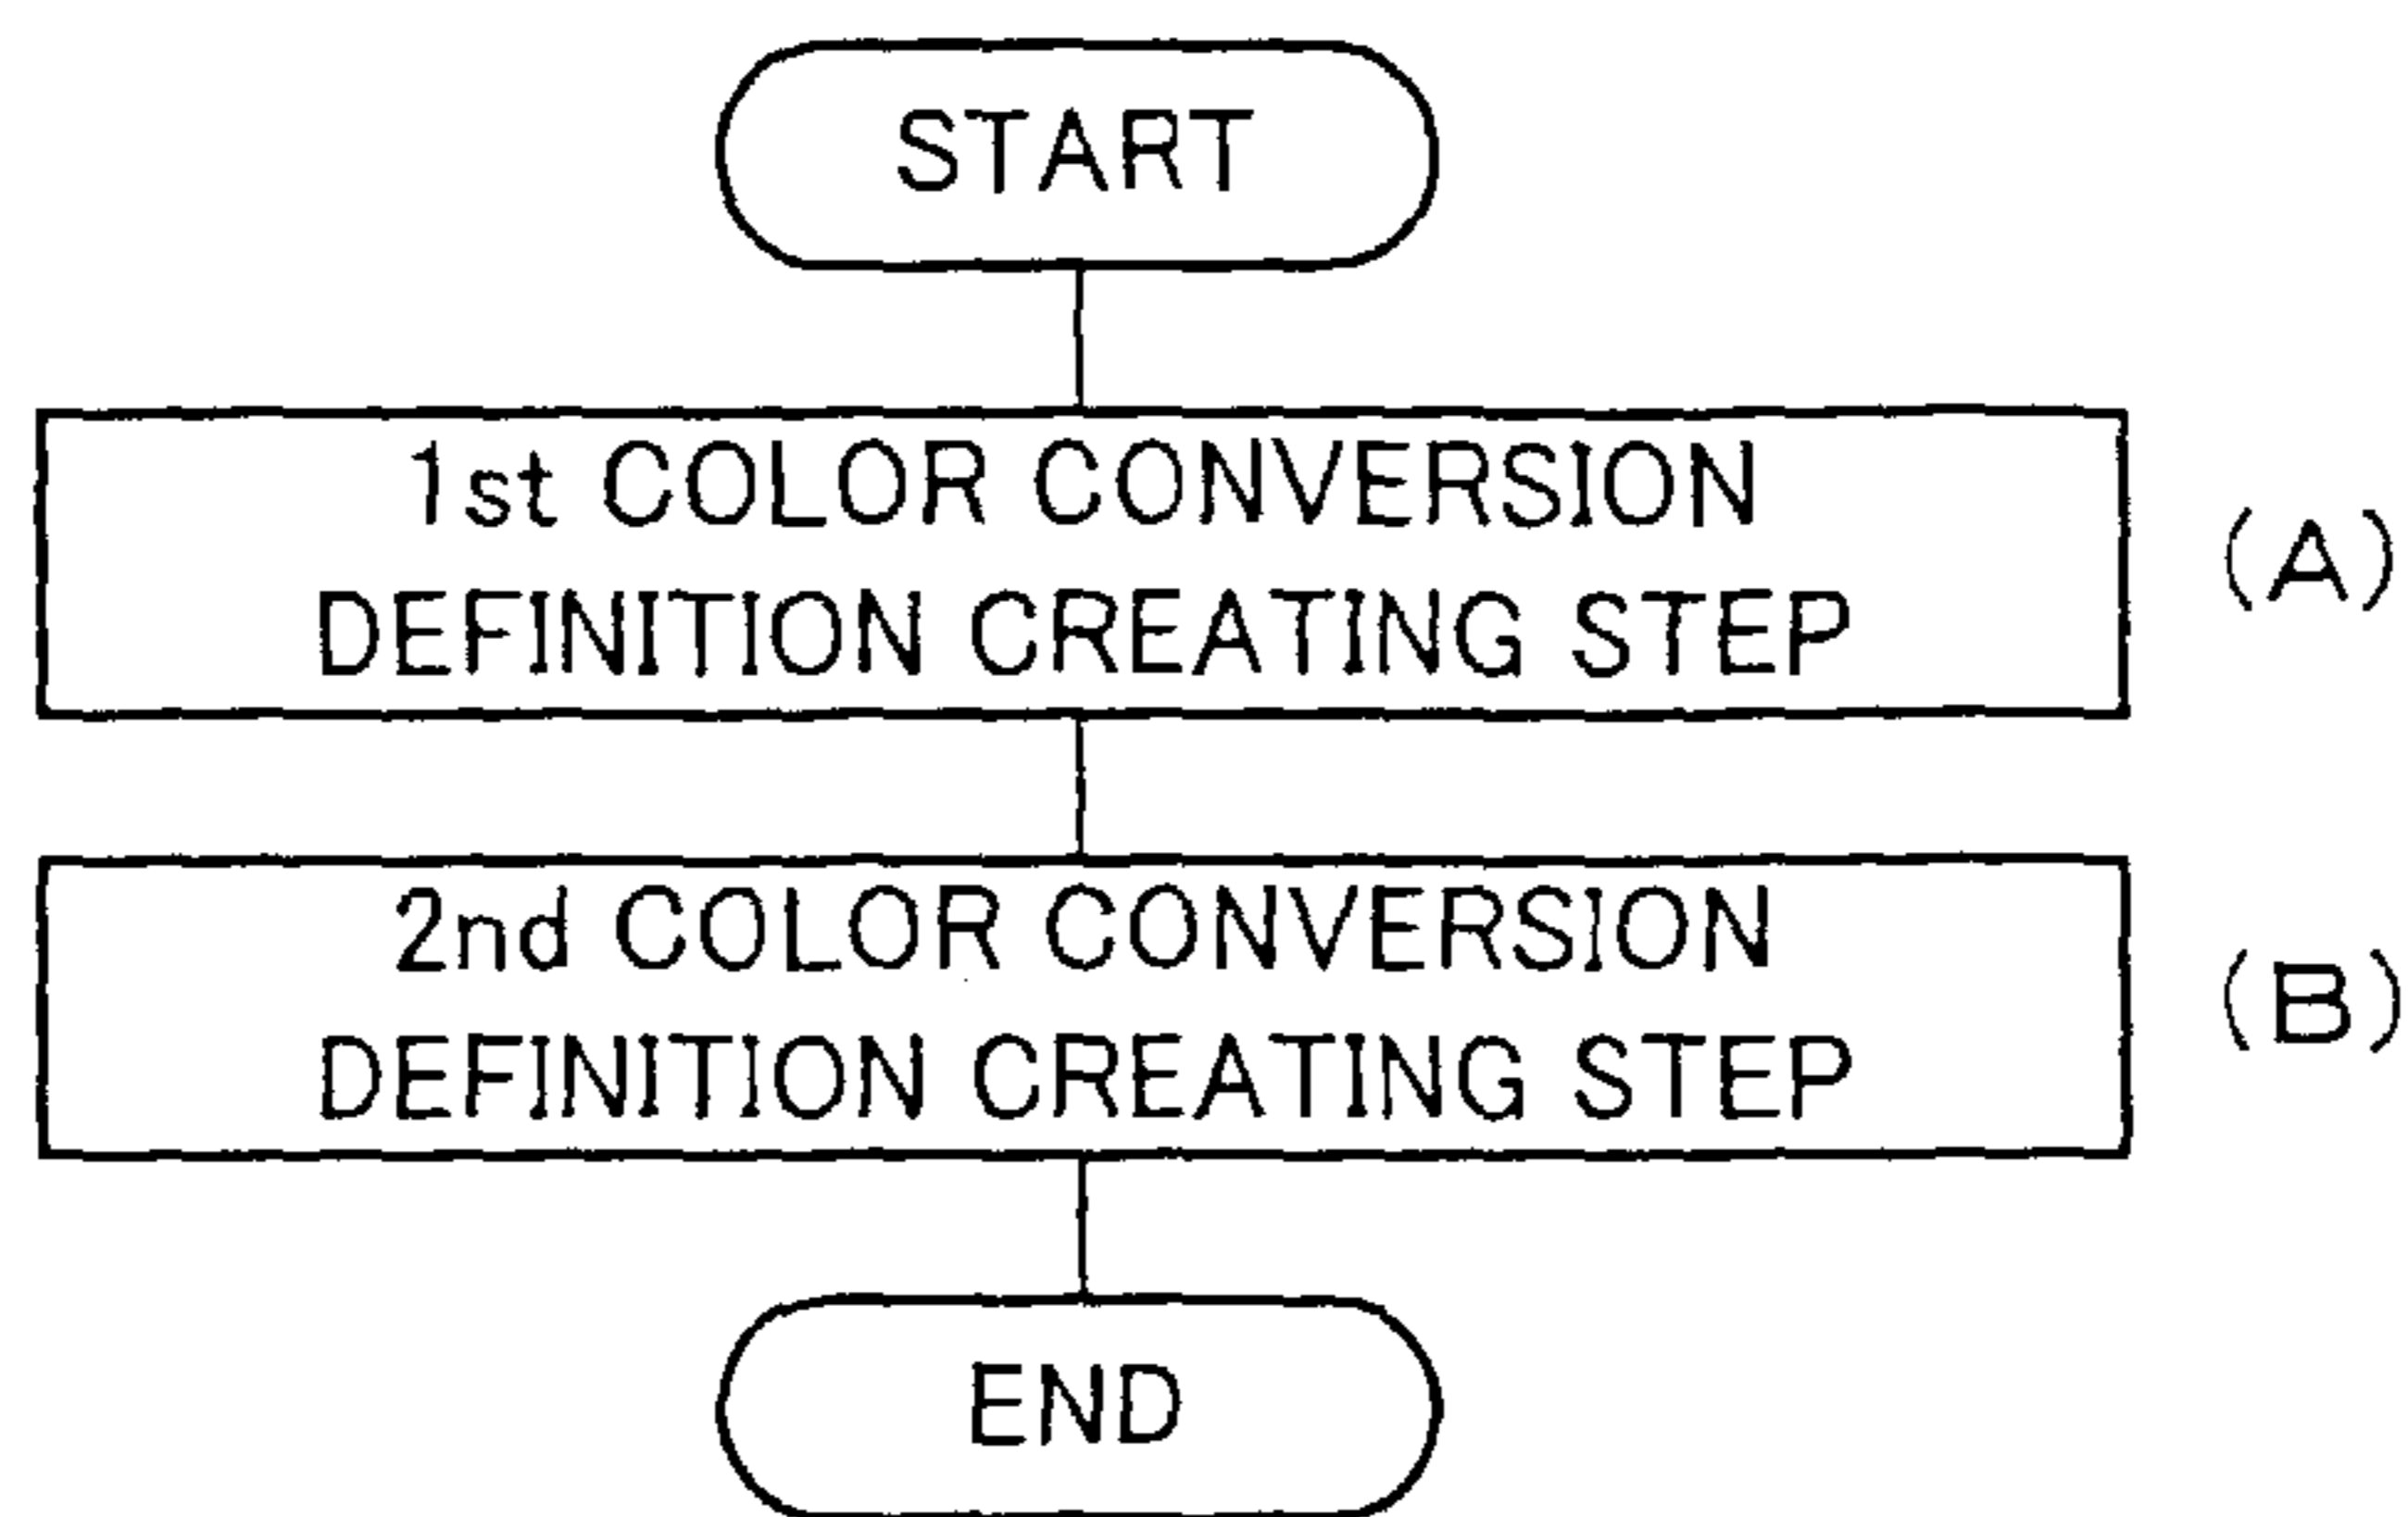 START
1st COLOR CONVERSION
DEFINITION CREATING STEP
(A)
2nd COLOR CONVERSION
DEFINITION CREATING STEP
(B)
END